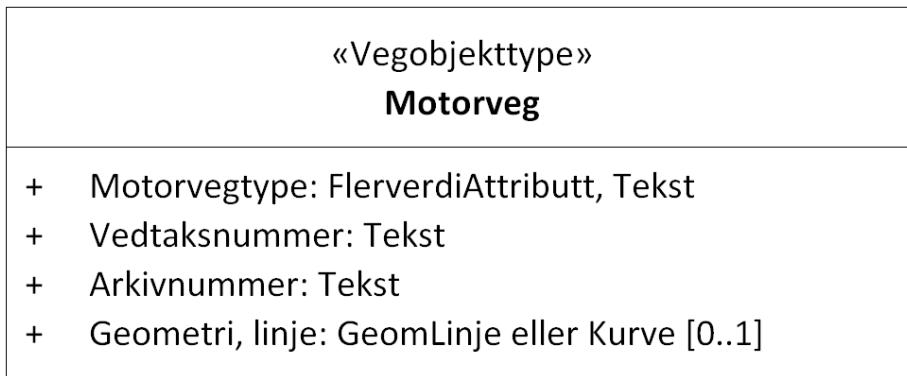 «Vegobjekttype»
Motorveg
+ Motorvegtype: FlerverdiAttributt, Tekst
+ Vedtaksnummer: Tekst
+ Arkivnummer: Tekst
+ Geometri, linje: GeomLinje eller Kurve [0..1]